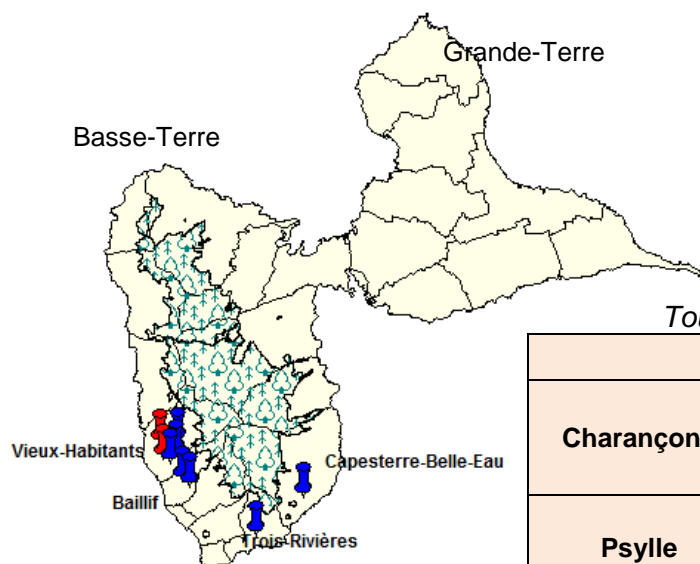 Grande-Terre
Basse-Terre
Vieux-Habitants
Capesterre-Belle-Eau
Baillif
Trois-Rivières
Charançon
Psylle